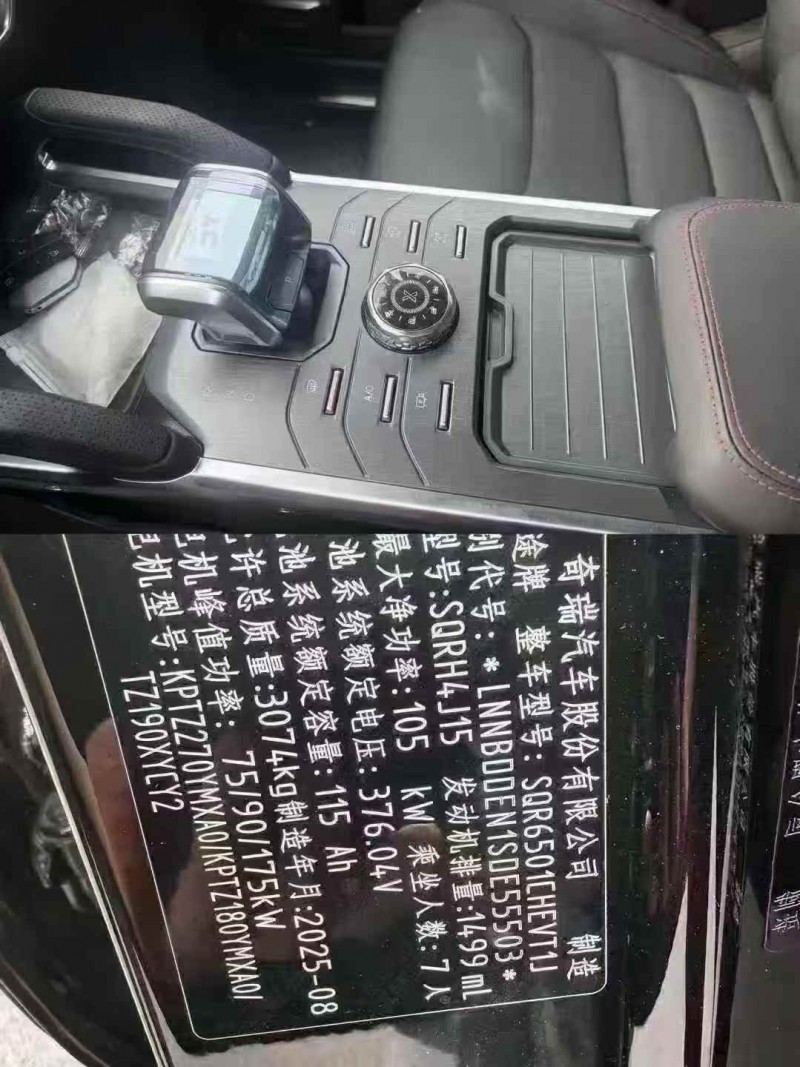 P
R N D
A/C
奇瑞汽车股份有限公司 制造
途牌 整车型号: SQR6501CHEVT1J
别代号: *LNNBDDEN1SDE55503*
型号:SQRH4J15 发动机排量:1499 ml
最大净功率:105 kW 乘坐人数:7人
池系统额定电压:376.04V
池系统额定容量:115 Ah
允许总质量:3074kg制造年月:2025-08
电机峰值功率: 75/90/175kW
电机型号:KPTZ270YMXA0/KPTZ180YMXA0/
TZ190XYCY2